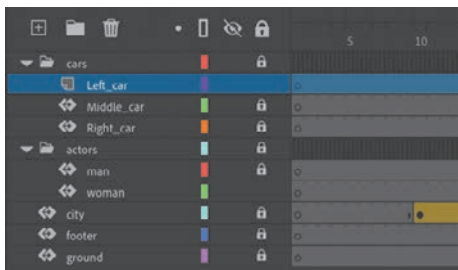 5 10
cars
Left_car
Middle_car
Right_car
actors
man
woman
city
footer
ground